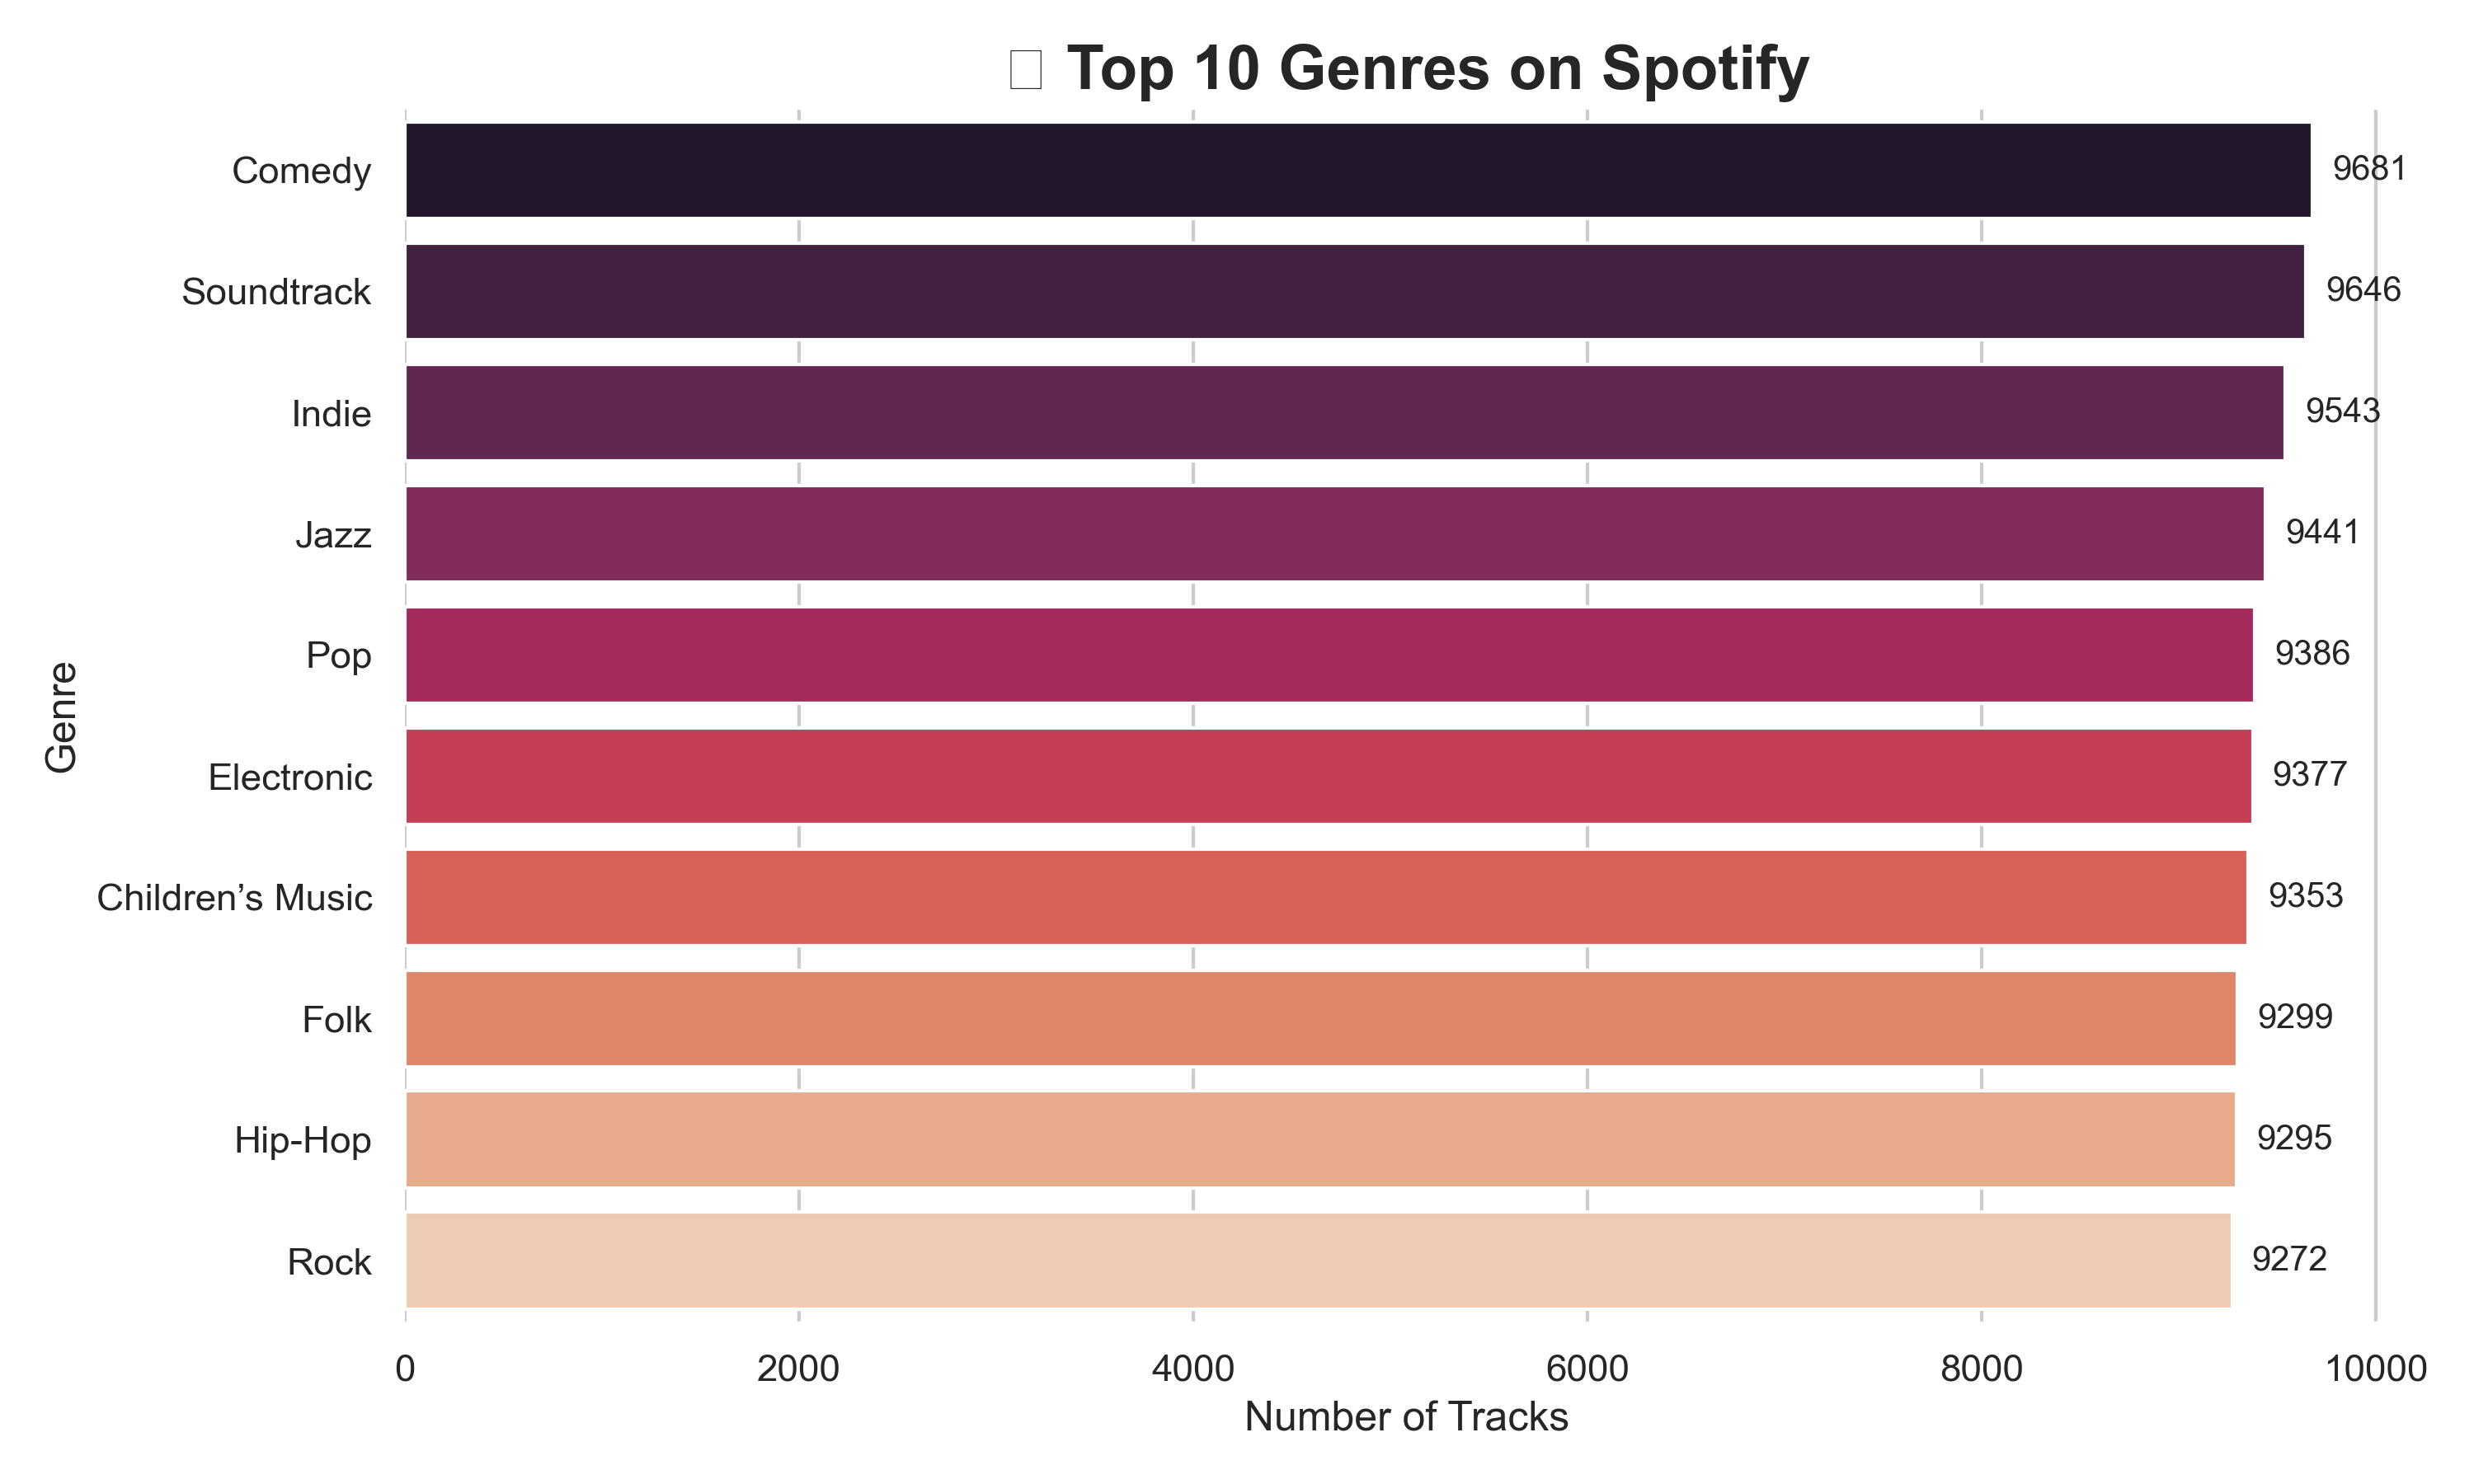 Top 10 Genres on Spotify
Comedy 9681
Soundtrack 9646
Indie 9543
Jazz 9441
Pop 9386
Electronic 9377
Children’s Music 9353
Folk 9299
Hip-Hop 9295
Rock 9272
Genre
0 2000 4000 6000 8000 10000
Number of Tracks